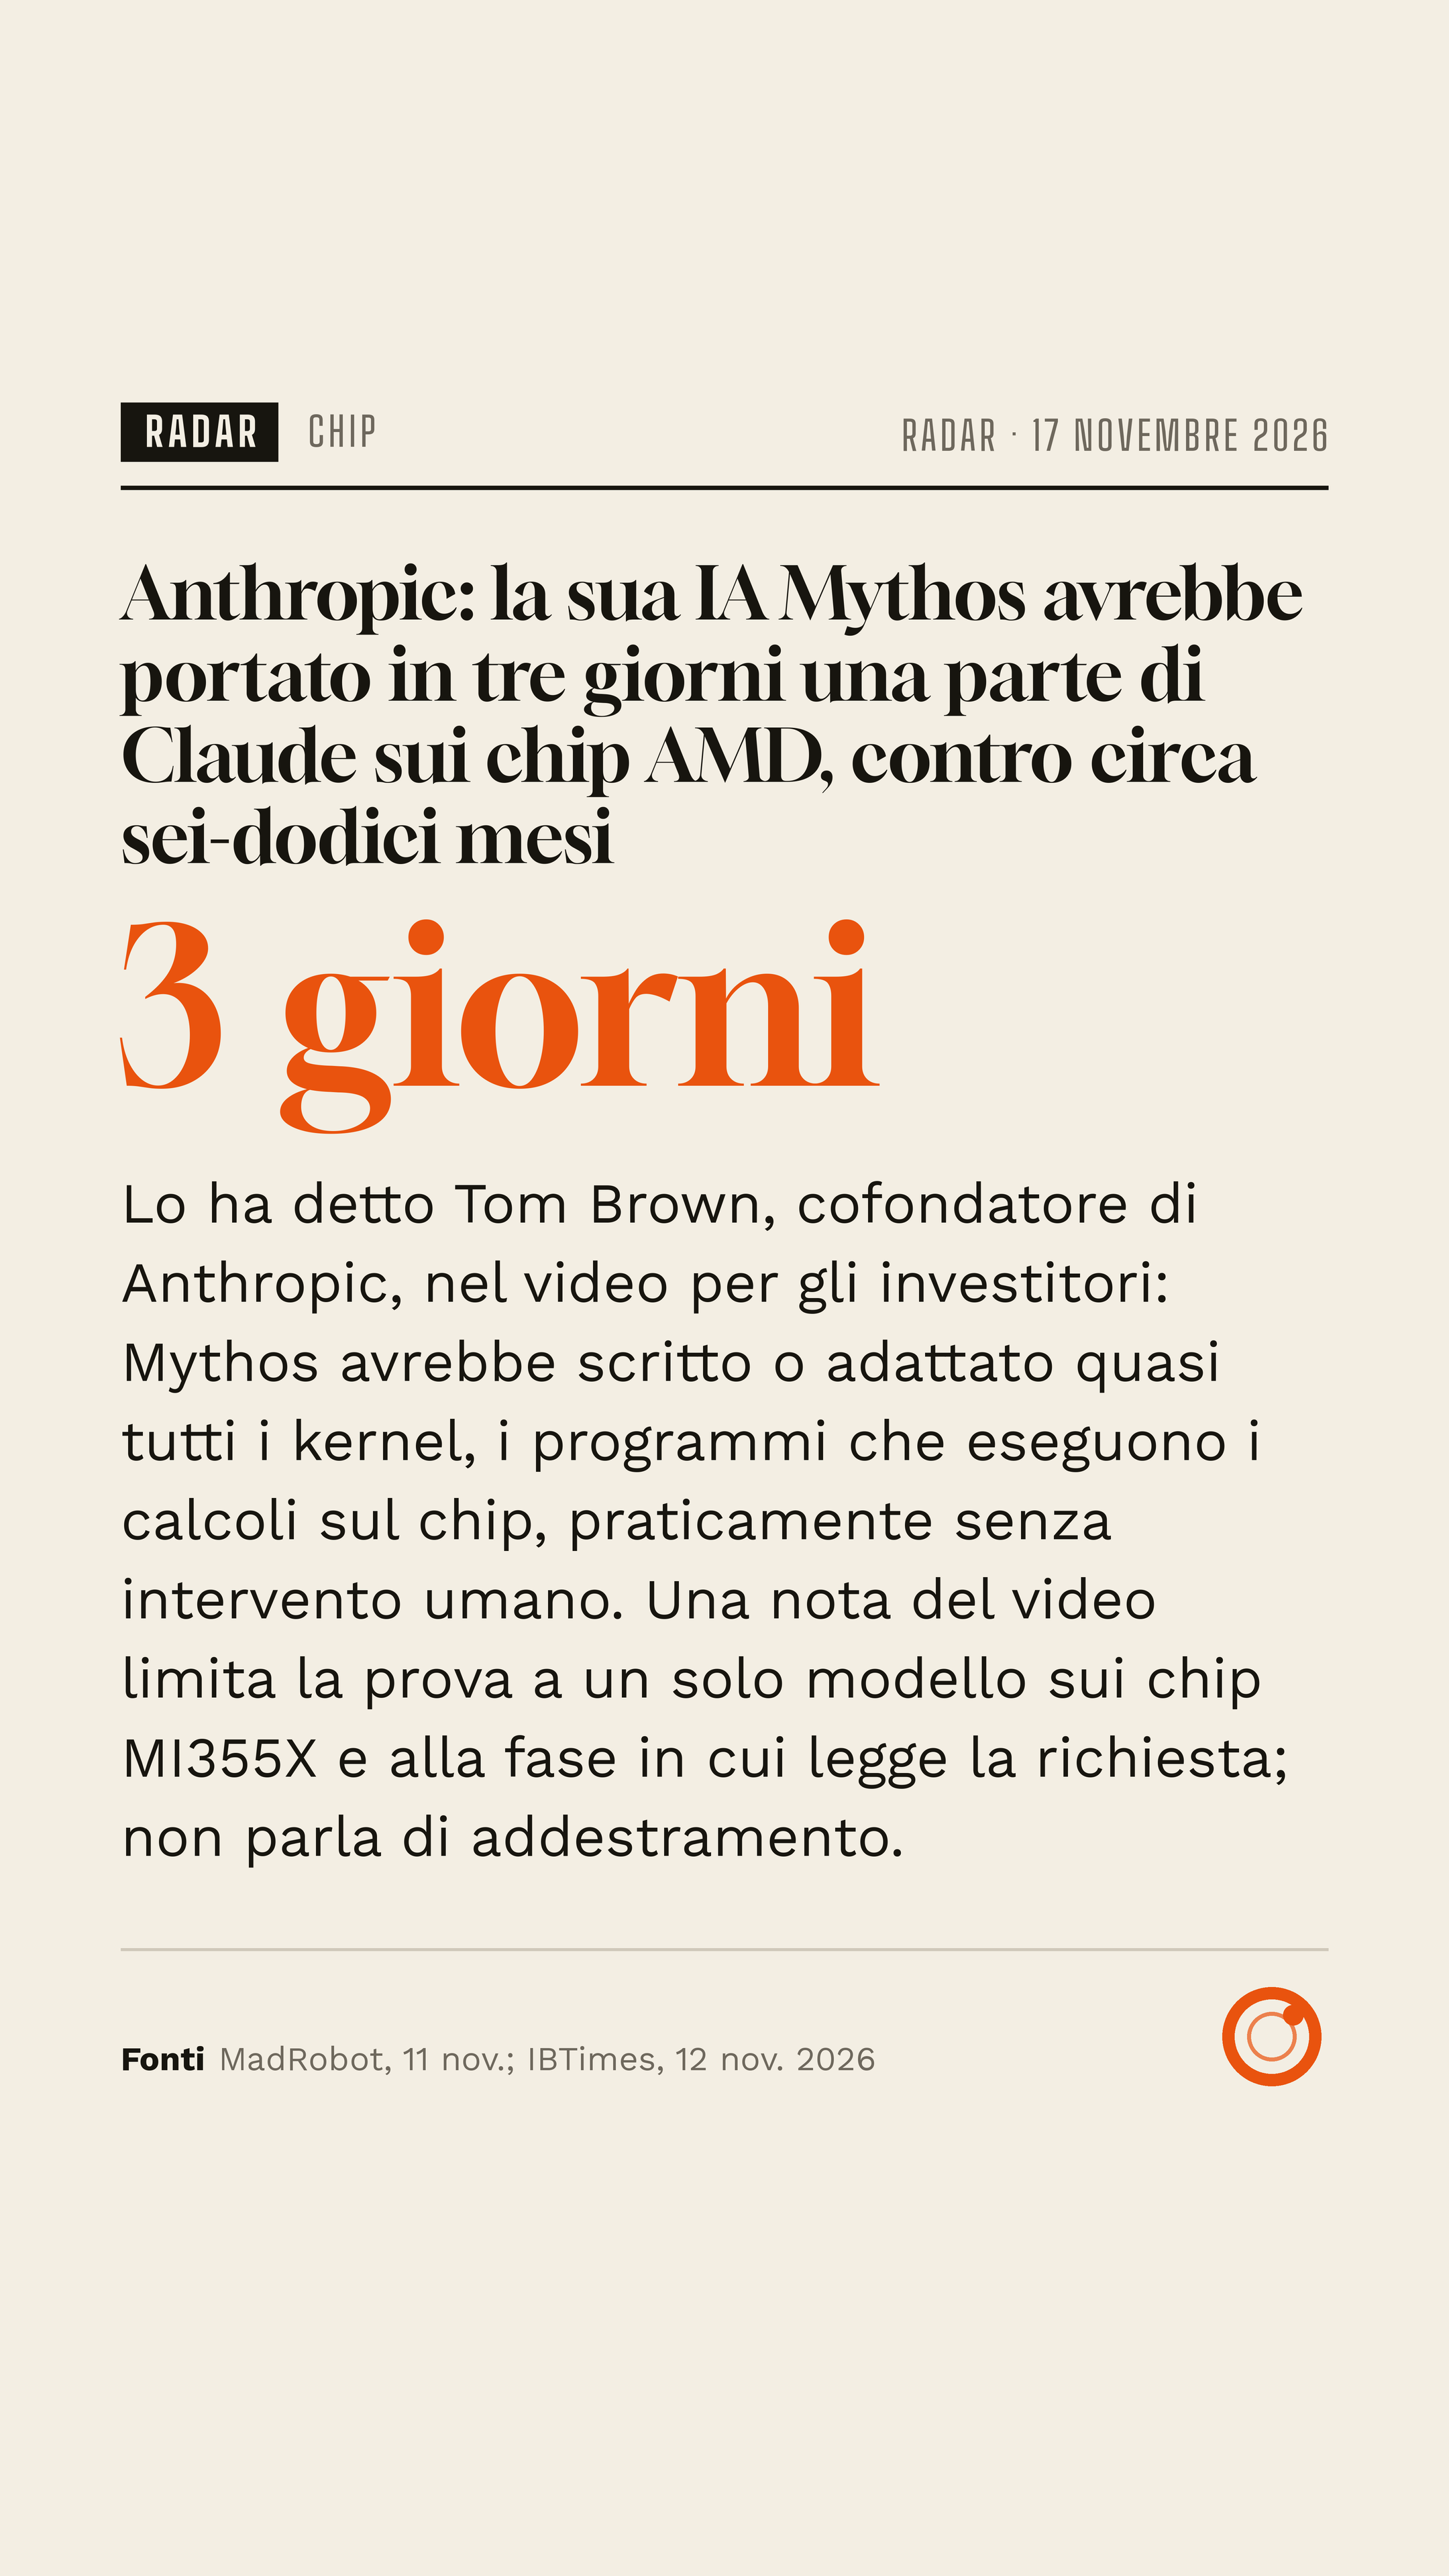 RADAR CHIP RADAR · 17 NOVEMBRE 2026
Anthropic: la sua IA Mythos avrebbe
portato in tre giorni una parte di
Claude sui chip AMD, contro circa
sei-dodici mesi
3 giorni
Lo ha detto Tom Brown, cofondatore di
Anthropic, nel video per gli investitori:
Mythos avrebbe scritto o adattato quasi
tutti i kernel, i programmi che eseguono i
calcoli sul chip, praticamente senza
intervento umano. Una nota del video
limita la prova a un solo modello sui chip
MI355X e alla fase in cui legge la richiesta;
non parla di addestramento.
Fonti MadRobot, 11 nov.; IBTimes, 12 nov. 2026